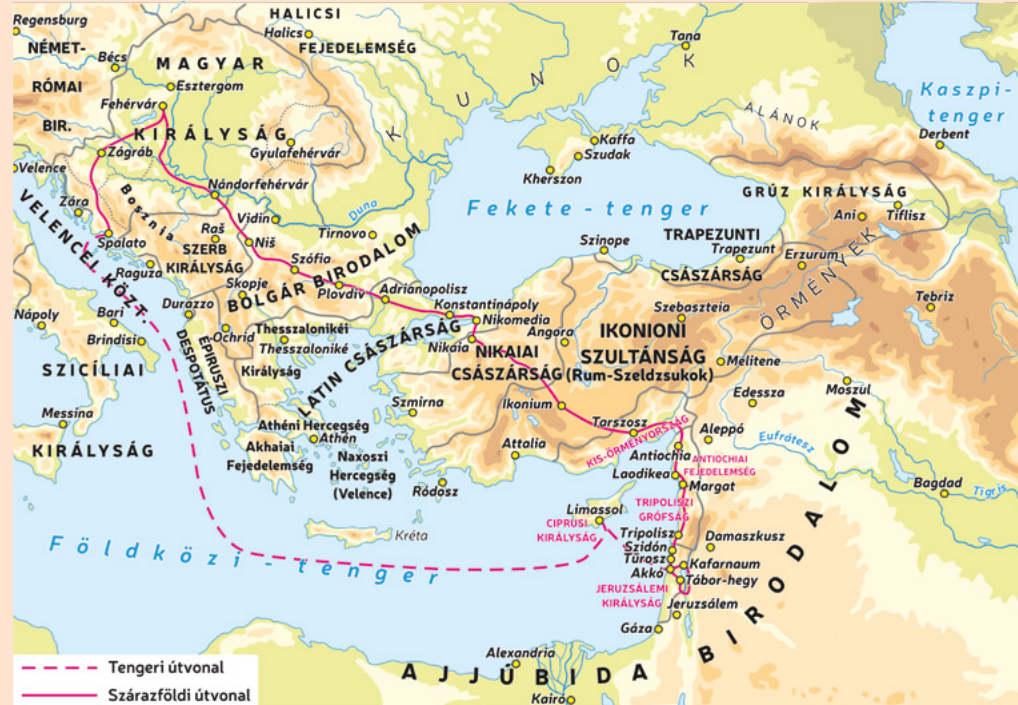 Regensburg
NÉMET-
RÓMAI
BIR.
HALICSI
Halics
FEJEDELEMSÉG
Bécs
MAGYAR
Esztergom
Fehérvár
KIRÁLYSÁG
Gyulafehérvár
Zágráb
Velence
KUNOK
Tana
Kaffa
Szudak
Kherszon
ALÁNOK
Kaszpi-
tenger
Derbent
GRÚZ KIRÁLYSÁG
Ani
Tiflisz
Nándorfehérvár
Zára
Bosznia
Vidin
Duna
Fekete-tenger
VELENCEI KÖZT.
Spalato
Raš
SZERB
KIRÁLYSÁG
Niš
Tirnovo
Szinope
TRAPEZUNTI
Trapezunt
CSÁSZÁRSÁG
Erzurum
ÖRMÉNYEK
Raguza
Szófia
BOLGÁR BIRODALOM
Skopje
Plovdiv
Adrianopolisz
Konstantinápoly
Nikomedia
Szebaszteia
Tebriz
Nápoly
Bari
Brindisi
Durazzo
Ochrid
Thesszalonikéi
Thesszaloniké
Királyság
LATIN CSÁSZÁRSÁG
Nikaia
NIKAIAI
CSÁSZÁRSÁG
Angora
IKONIONI
SZULTÁNSÁG
(Rum-Szeldzsukok)
Melitene
SZICÍLIAI
ÉPIRUSZI
DESPOTÁTUS
Szmirna
Ikonium
Edessza
Moszul
Messina
KIRÁLYSÁG
Athéni Hercegség
Athén
Akhaiai
Fejedelemség
Naxoszi
Hercegség
(Velence)
Attalia
Tarszosz
KIS-ÖRMÉNYORSZÁG
Aleppó
Antiochia
ANTIOCHIAI
FEJEDELEMSÉG
Eufrátesz
Laodikea
Margat
Bagdad
Tigris
Ródosz
Limassol
TRIPOLISZI
GRÓFSÁG
Kréta
CIPRUSI
KIRÁLYSÁG
Földközi-tenger
Tripolisz
Szidón
Türosz
Akkó
Damaszkusz
Kafarnaum
Tábor-hegy
JERUZSÁLEMI
KIRÁLYSÁG
Jeruzsálem
Gáza
Alexandria
Kairó
AJJÚBIDA BIRODALOM
Tengeri útvonal
Szárazföldi útvonal